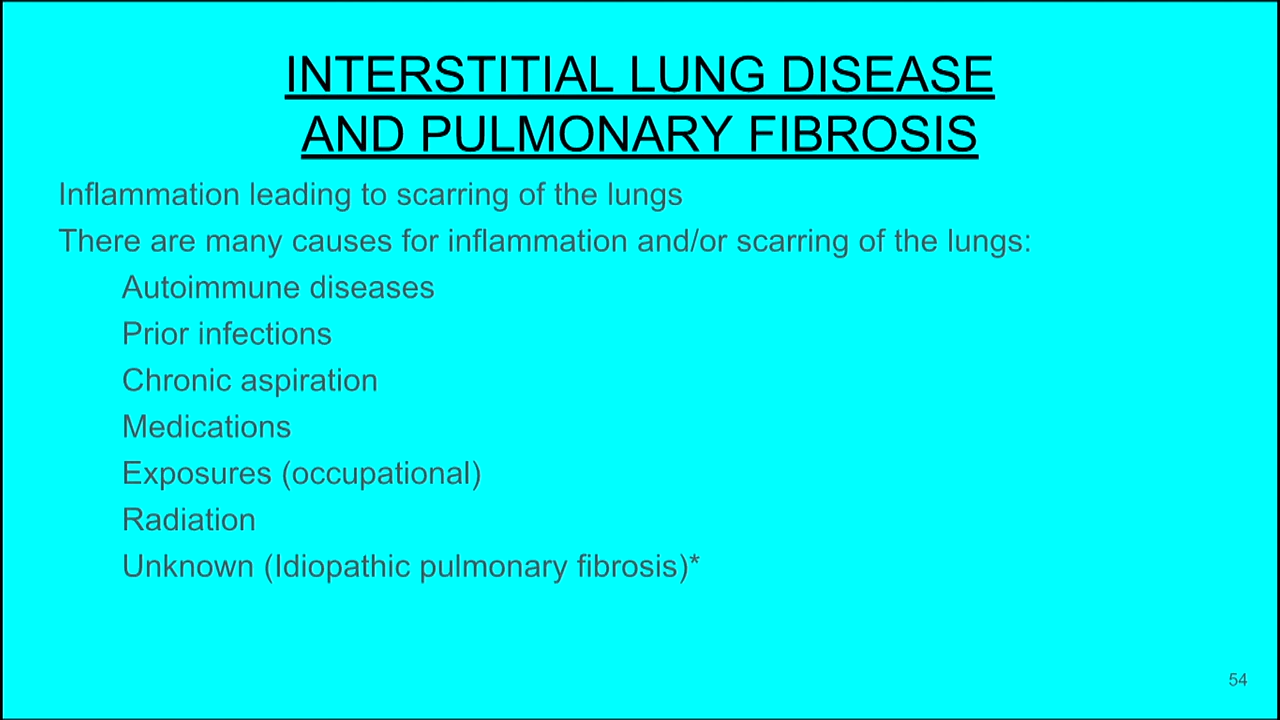 INTERSTITIAL LUNG DISEASE
AND PULMONARY FIBROSIS
Inflammation leading to scarring of the lungs
There are many causes for inflammation and/or scarring of the lungs:
Autoimmune diseases
Prior infections
Chronic aspiration
Medications
Exposures (occupational)
Radiation
Unknown (Idiopathic pulmonary fibrosis)*
54